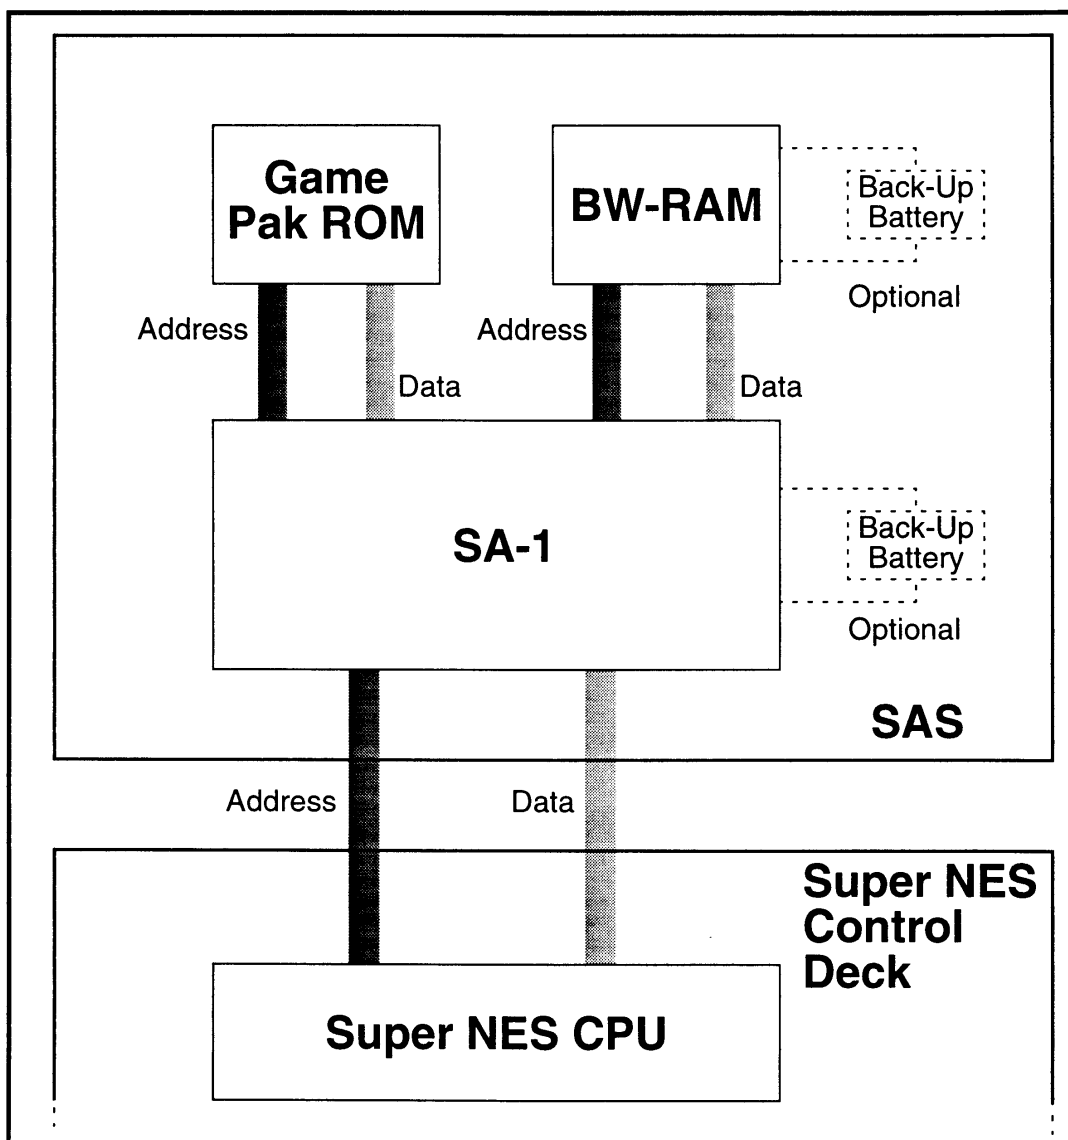 Game
Pak ROM
BW-RAM
Back-Up
Battery
Optional
Address
Data
Address
Data
SA-1
Back-Up
Battery
Optional
SAS
Address
Data
Super NES
Control
Deck
Super NES CPU